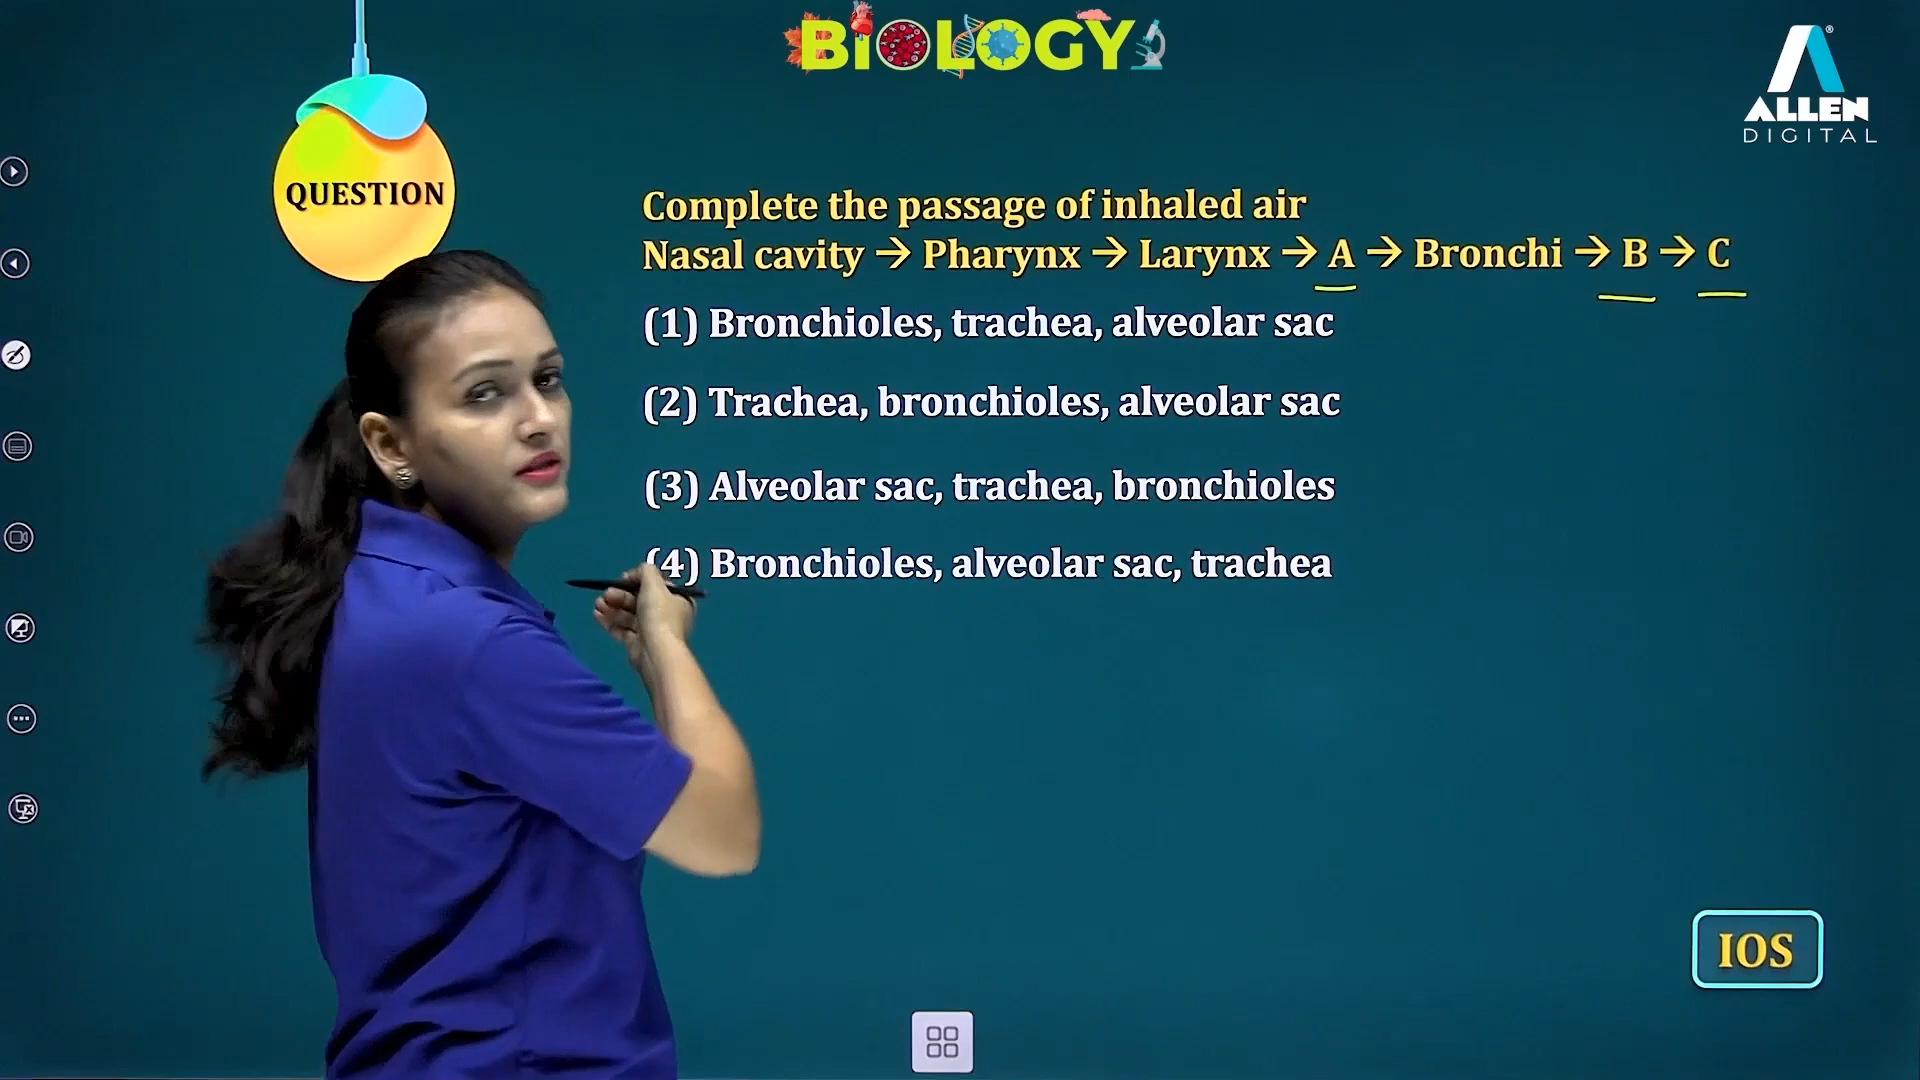 BIOLOGY
ALLEN
DIGITAL
QUESTION
Complete the passage of inhaled air
Nasal cavity → Pharynx → Larynx → A → Bronchi → B → C
(1) Bronchioles, trachea, alveolar sac
(2) Trachea, bronchioles, alveolar sac
(3) Alveolar sac, trachea, bronchioles
(4) Bronchioles, alveolar sac, trachea
IOS